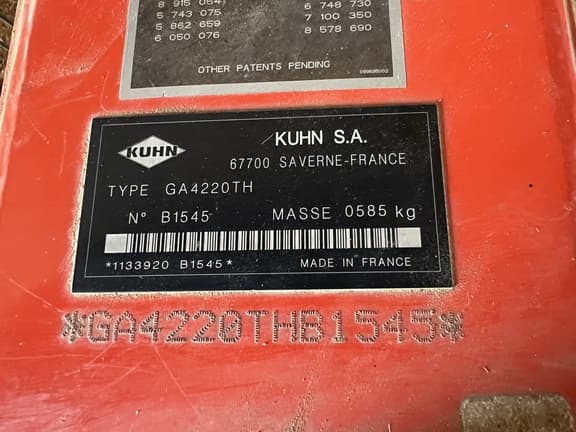 8 915 054
5 743 075
5 862 659
6 050 076
6 748 730
7 100 350
8 578 690
OTHER PATENTS PENDING
KUHN
KUHN S.A.
67700 SAVERNE-FRANCE
TYPE GA4220TH
N° B1545 MASSE 0585 kg
*1133920 B1545* MADE IN FRANCE
*GA4220THB1545*